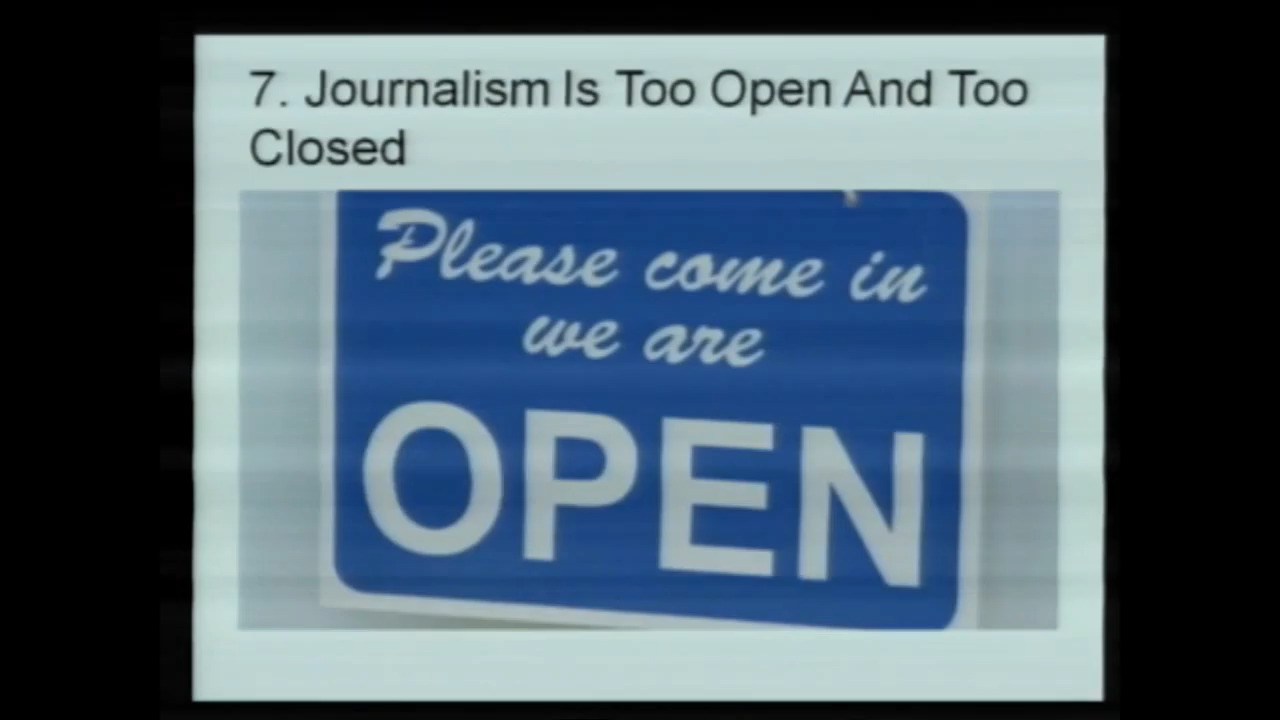 7. Journalism Is Too Open And Too
Closed
Please come in
we are
OPEN